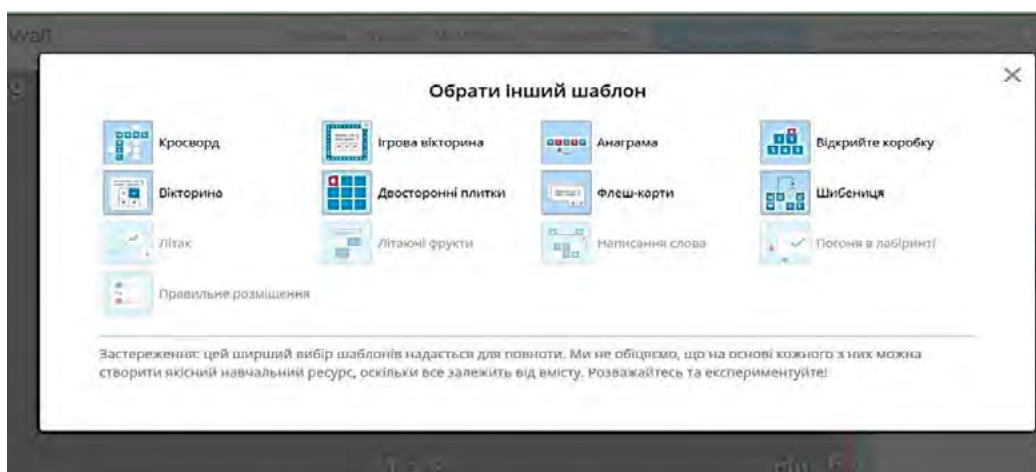 wall
Обрати інший шаблон
Кросворд
Ігрова вікторина
Анаграма
Відкрийте коробку
Вікторина
Двосторонні плитки
Флеш-карти
Шибениця
Літак
Літаючі фрукти
Написання слова
Погоня в лабіринті
Правильне розміщення
Застереження: цей ширший вибір шаблонів надається для повноти. Ми не обіцяємо, що на основі кожного з них можна
створити якісний навчальний ресурс, оскільки все залежить від вмісту. Розважайтесь та експериментуйте!